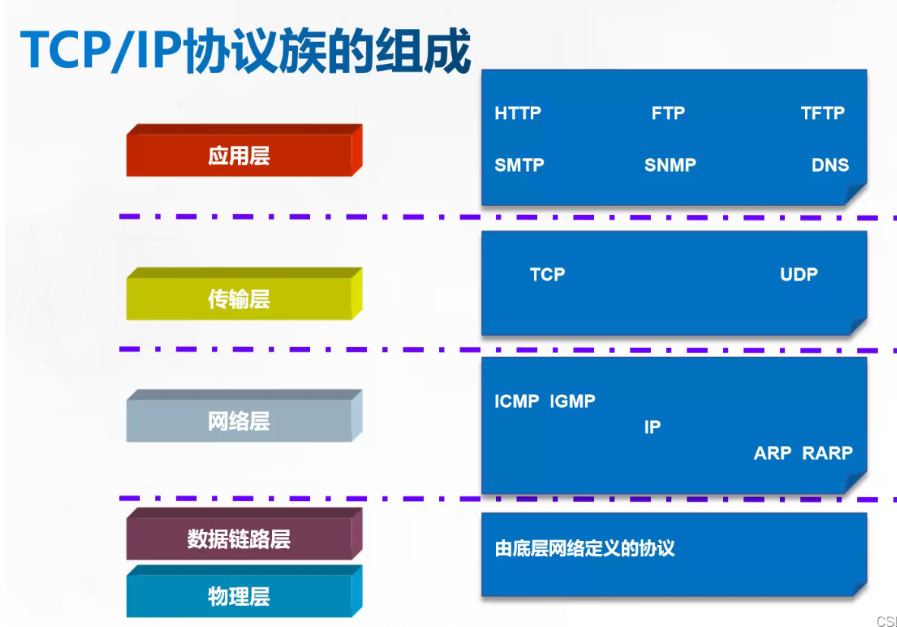 TCP/IP协议族的组成
应用层
HTTP FTP TFTP
SMTP SNMP DNS
传输层
TCP UDP
网络层
ICMP IGMP
IP
ARP RARP
数据链路层
物理层
由底层网络定义的协议